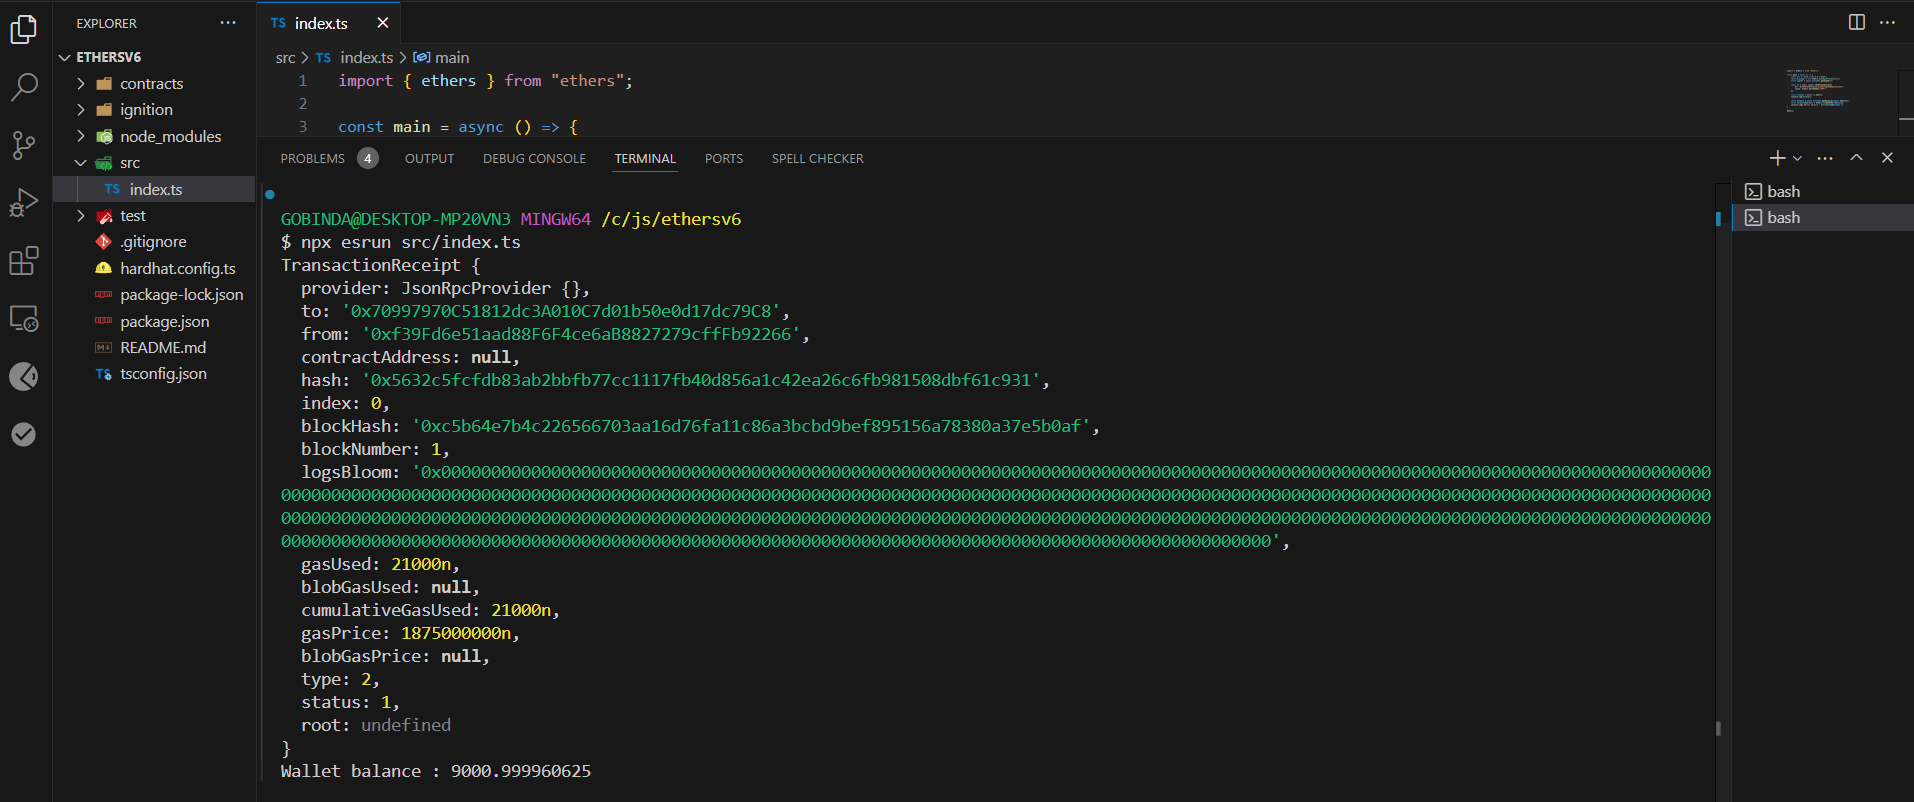 EXPLORER
ETHERSV6
contracts
ignition
node_modules
src
TS index.ts
test
.gitignore
hardhat.config.ts
package-lock.json
package.json
README.md
TS tsconfig.json
TS index.ts
src > TS index.ts > main
1 import { ethers } from "ethers";
2
3 const main = async () => {
PROBLEMS 4 OUTPUT DEBUG CONSOLE TERMINAL PORTS SPELL CHECKER
GOBINDA@DESKTOP-MP20VN3 MINGW64 /c/js/ethersv6
$ npx esrun src/index.ts
TransactionReceipt {
provider: JsonRpcProvider {},
to: '0x70997970C51812dc3A010C7d01b50e0d17dc79C8',
from: '0xf39Fd6e51aad88F6F4ce6aB8827279cffFb92266',
contractAddress: null,
hash: '0x5632c5fcfdb83ab2bbfb77cc1117fb40d856a1c42ea26c6fb981508dbf61c931',
index: 0,
blockHash: '0xc5b64e7b4c226566703aa16d76fa11c86a3bcbd9bef895156a78380a37e5b0af',
blockNumber: 1,
logsBloom:
gasUsed: 21000n,
blobGasUsed: null,
cumulativeGasUsed: 21000n,
gasPrice: 1875000000n,
blobGasPrice: null,
type: 2,
status: 1,
root: undefined
}
Wallet balance : 9000.999960625
bash
bash